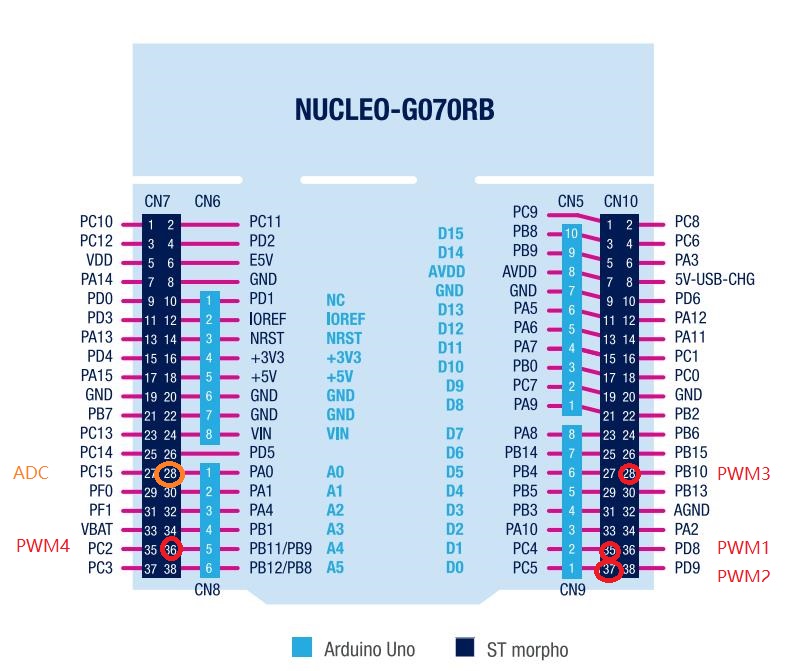 NUCLEO-G070RB
CN7 CN6 CN5 CN10
PC10 1 2 PC11 PC9 1 2 PC8
PC12 3 4 PD2 D15 PB8 10 3 4 PC6
VDD 5 6 E5V D14 PB9 9 5 6 PA3
PA14 7 8 GND AVDD AVDD 8 7 8 5V-USB-CHG
PD0 9 10 1 PD1 NC GND GND 7 9 10 PD6
PD3 11 12 2 IOREF IOREF D13 PA5 6 11 12 PA12
PA13 13 14 3 NRST NRST D12 PA6 5 13 14 PA11
PD4 15 16 4 +3V3 +3V3 D11 PA7 4 15 16 PC1
PA15 17 18 5 +5V +5V D10 PB0 3 17 18 PC0
GND 19 20 6 GND GND D9 PC7 2 19 20 GND
PB7 21 22 7 GND GND D8 PA9 1 21 22 PB2
PC13 23 24 8 VIN VIN D7 PA8 8 23 24 PB6
PC14 25 26 PD5 D6 PB14 7 25 26 PB15
ADC PC15 27 28 1 PA0 A0 D5 PB4 6 27 28 PB10 PWM3
PF0 29 30 2 PA1 A1 D4 PB5 5 29 30 PB13
PF1 31 32 3 PA4 A2 D3 PB3 4 31 32 AGND
VBAT 33 34 4 PB1 A3 D2 PA10 3 33 34 PA2
PWM4 PC2 35 36 5 PB11/PB9 A4 D1 PC4 2 35 36 PD8 PWM1
PC3 37 38 6 PB12/PB8 A5 D0 PC5 1 37 38 PD9 PWM2
CN8 CN9
Arduino Uno ST morpho